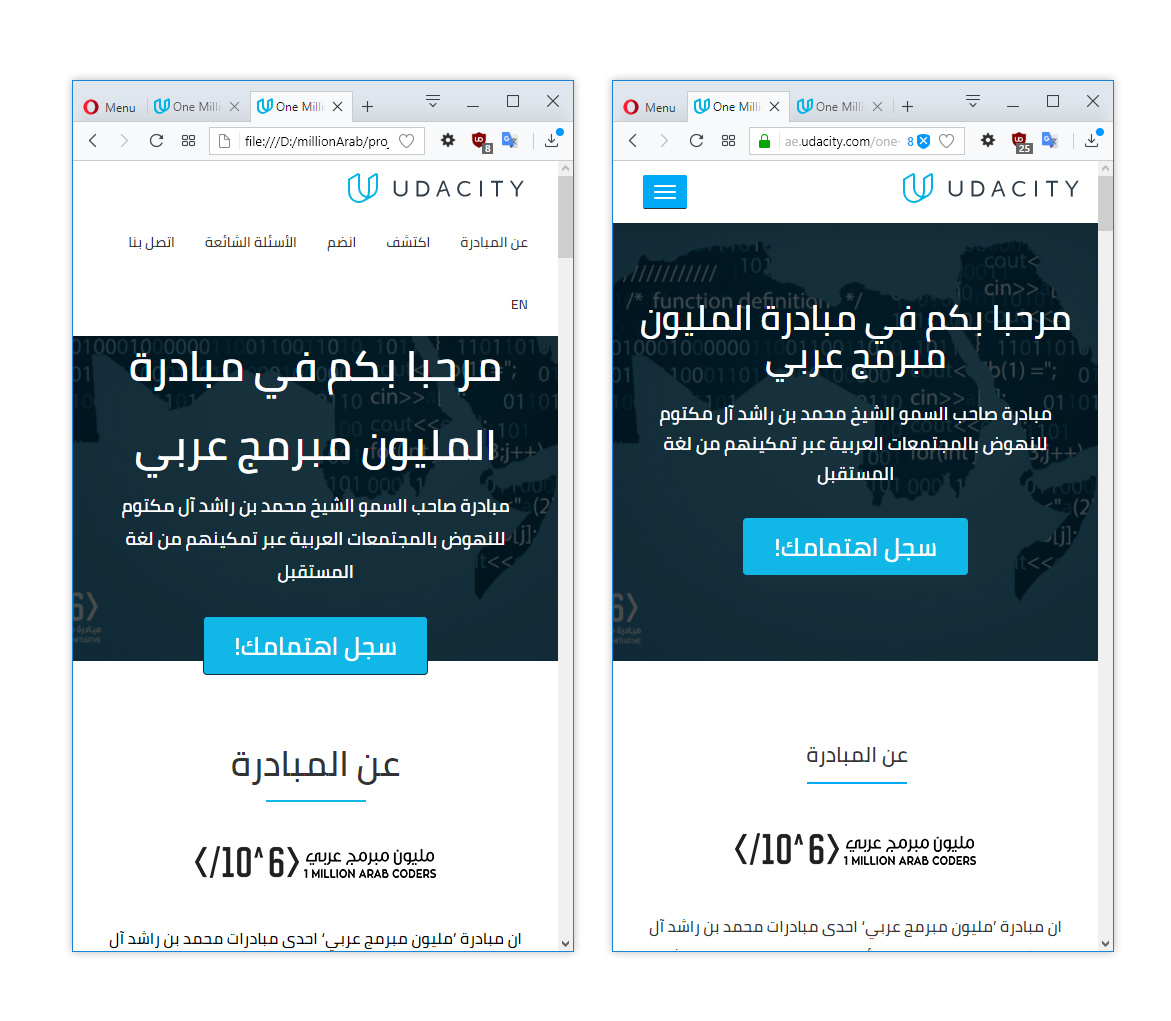 Menu
One Milli
One Milli
file:///D:/millionArab/proj
8
UDACITY
عن المبادرة اكتشف انضم الأسئلة الشائعة اتصل بنا
EN
مرحبا بكم في مبادرة
المليون مبرمج عربي
مبادرة صاحب السمو الشيخ محمد بن راشد آل مكتوم
للنهوض بالمجتمعات العربية عبر تمكينهم من لغة
المستقبل
سجل اهتمامك!
عن المبادرة
</10^6>
مليون مبرمج عربي
1 MILLION ARAB CODERS
ان مبادرة ‘مليون مبرمج عربي’ احدى مبادرات محمد بن راشد آل
Menu
One Milli
One Milli
ae.udacity.com/one-
8
25
UDACITY
////////////
/* function definition */
cout<
cin>>
مرحبا بكم في مبادرة المليون
مبرمج عربي
مبادرة صاحب السمو الشيخ محمد بن راشد آل مكتوم
للنهوض بالمجتمعات العربية عبر تمكينهم من لغة
المستقبل
سجل اهتمامك!
عن المبادرة
</10^6>
مليون مبرمج عربي
1 MILLION ARAB CODERS
ان مبادرة ‘مليون مبرمج عربي’ احدى مبادرات محمد بن راشد آل